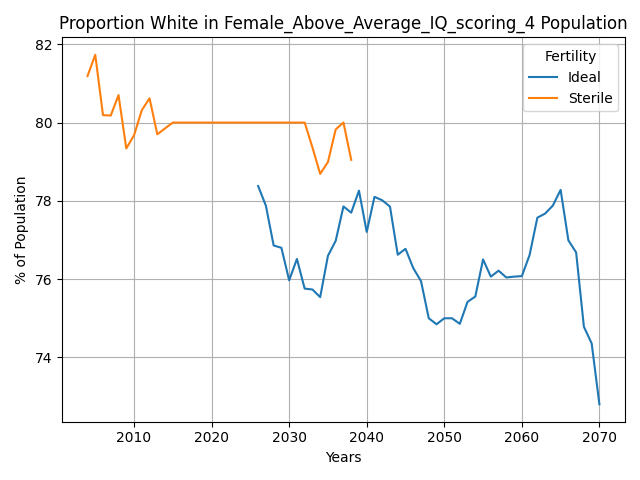 Proportion White in Female_Above_Average_IQ_scoring_4 Population
82
80
78
76
74
% of Population
Fertility
Ideal
Sterile
2010 2020 2030 2040 2050 2060 2070
Years